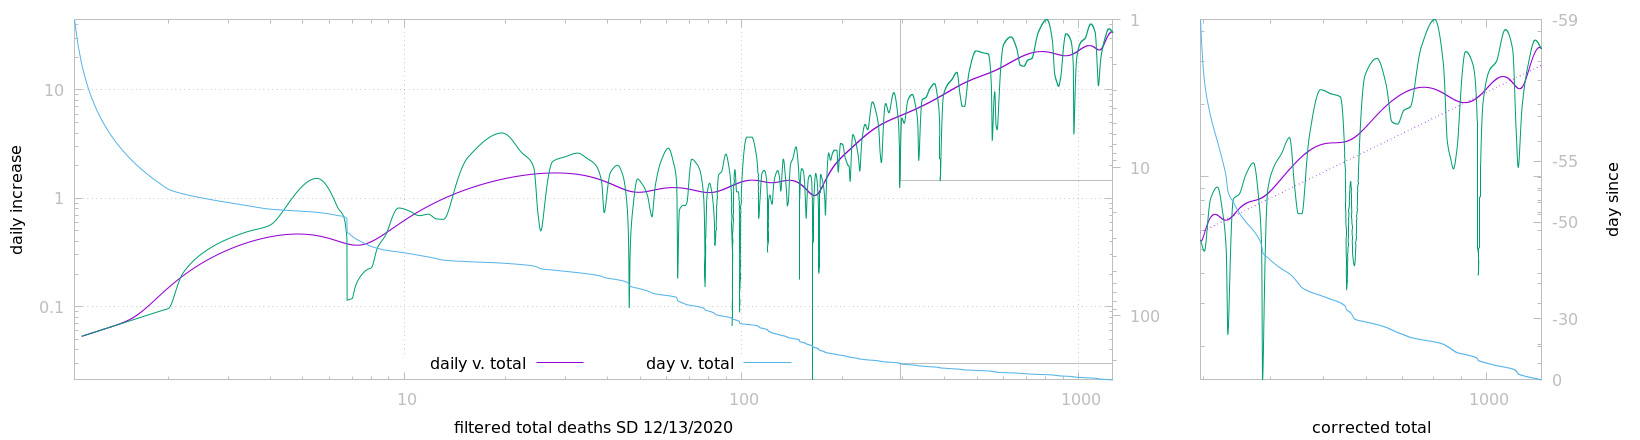 1
-59
10
10
-55
1
-50
0.1
100
-30
0
daily increase
day since
daily v. total
day v. total
10
100
1000
1000
filtered total deaths SD 12/13/2020
corrected total